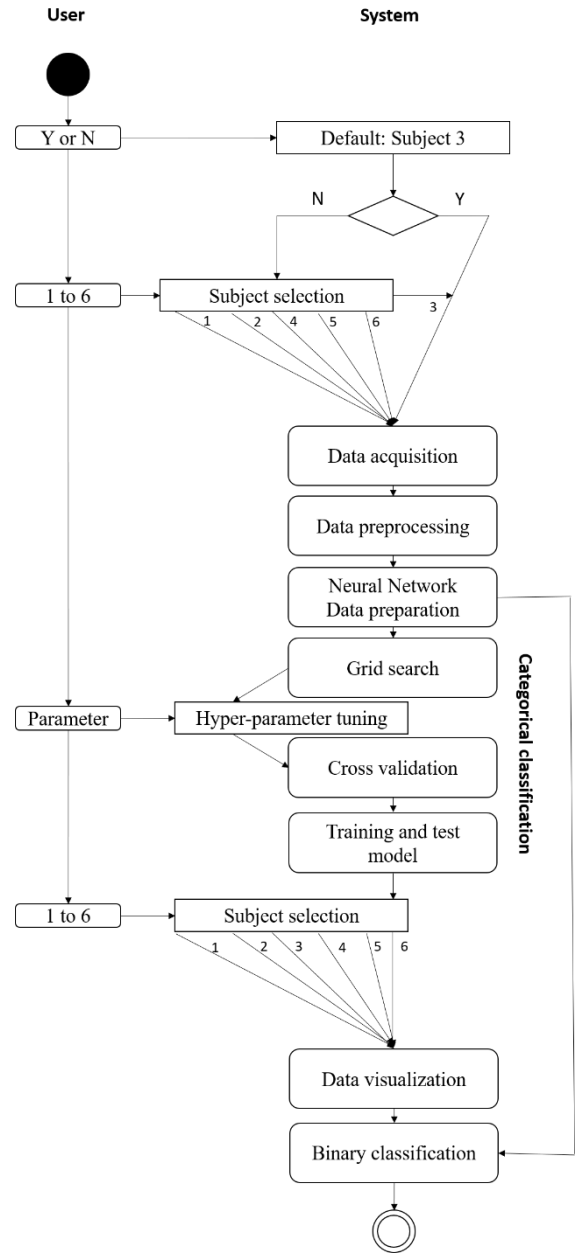 User
System
Y or N
Default: Subject 3
N
Y
1 to 6
Subject selection
3
1
2
4
5
6
Data acquisition
Data preprocessing
Neural Network
Data preparation
Grid search
Categorical classification
Parameter
Hyper-parameter tuning
Cross validation
Training and test
model
1 to 6
Subject selection
1
2
3
4
5
6
Data visualization
Binary classification